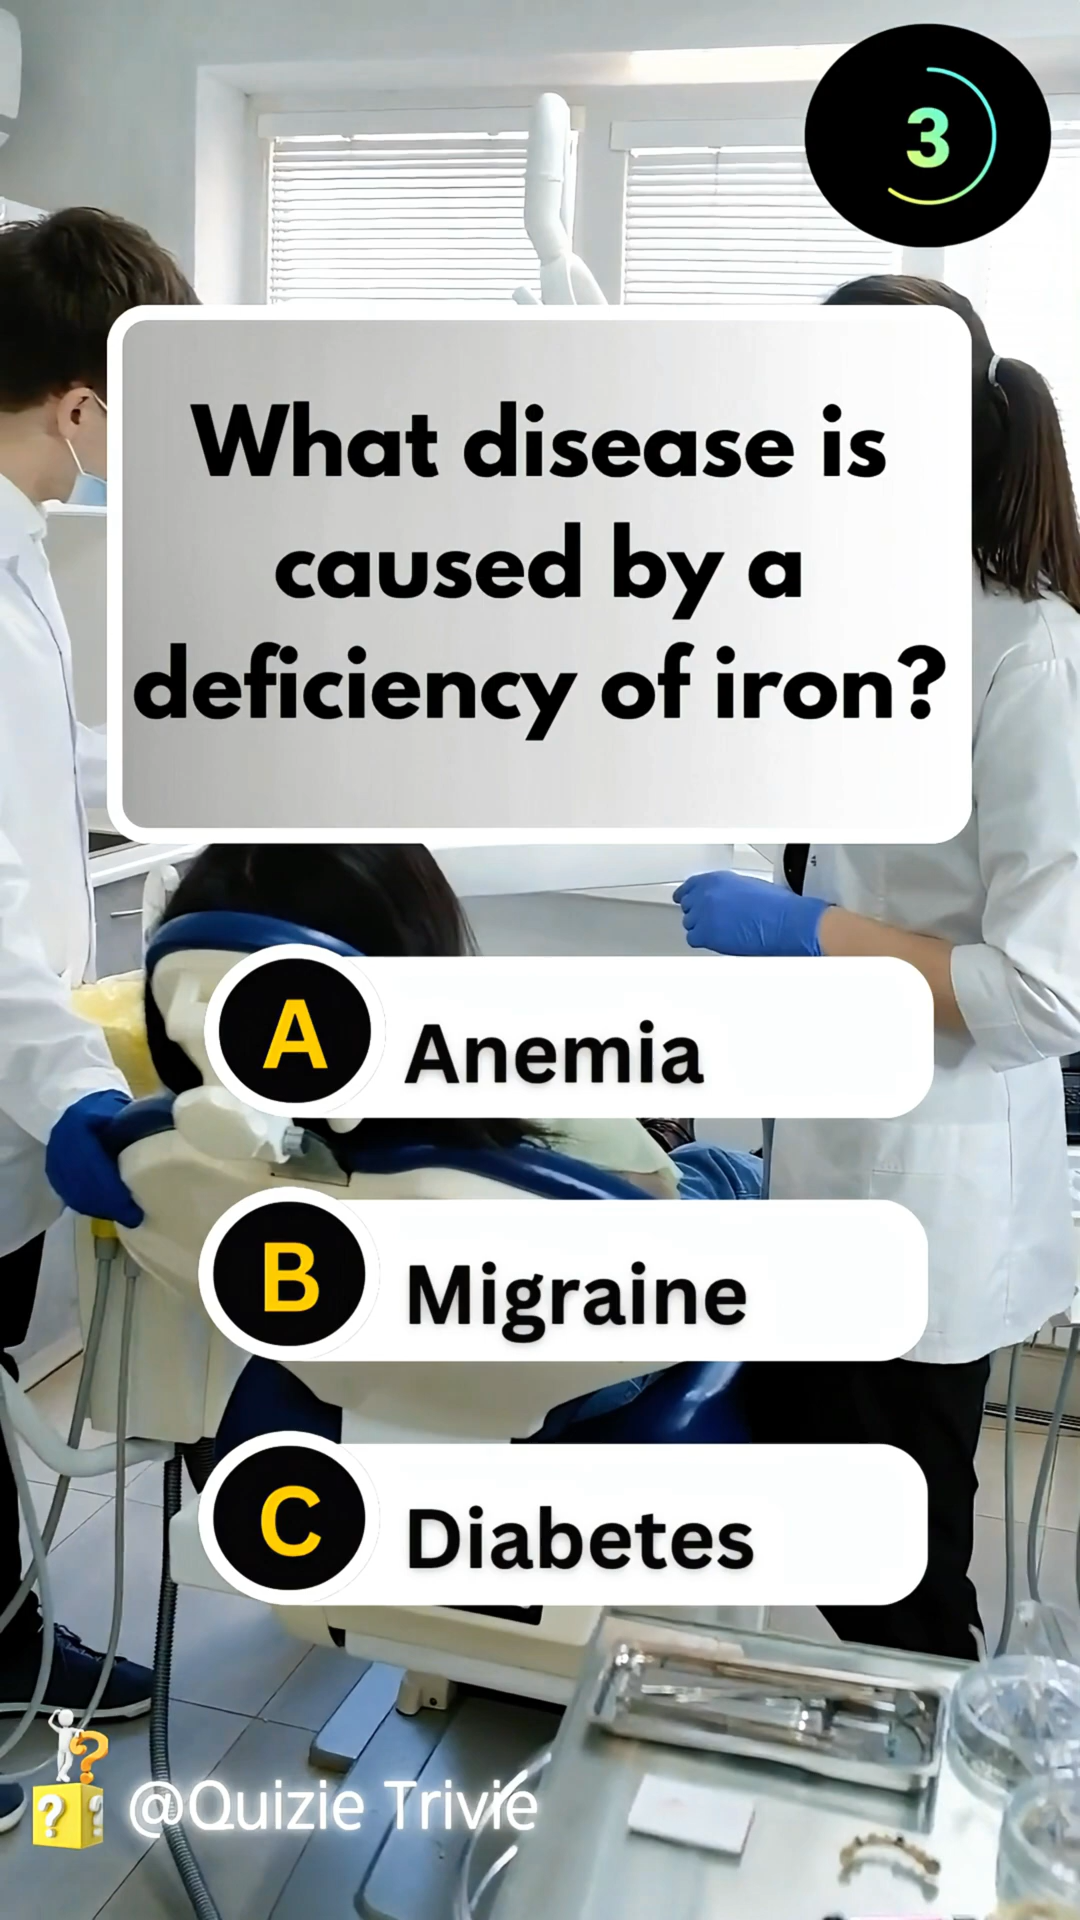 3
What disease is
caused by a
deficiency of iron?
A Anemia
B Migraine
C Diabetes
@Quizie Trivie